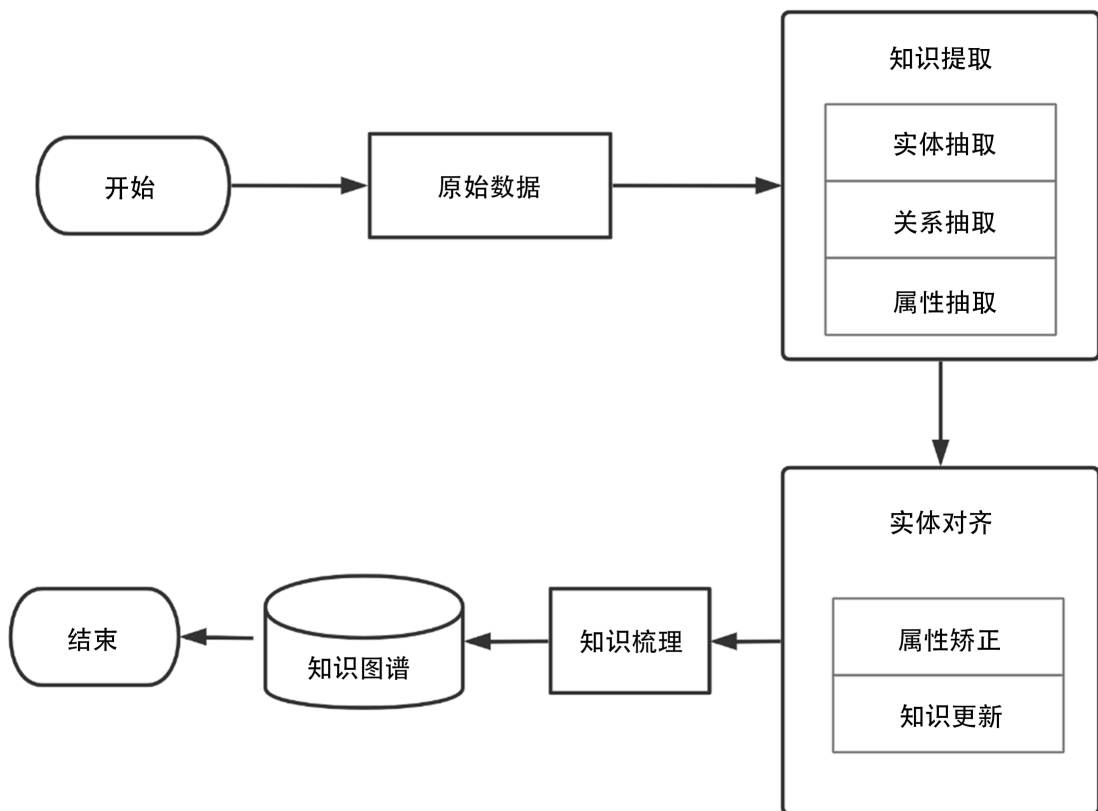 开始
原始数据
知识提取
实体抽取
关系抽取
属性抽取
实体对齐
属性矫正
知识更新
知识梳理
知识图谱
结束